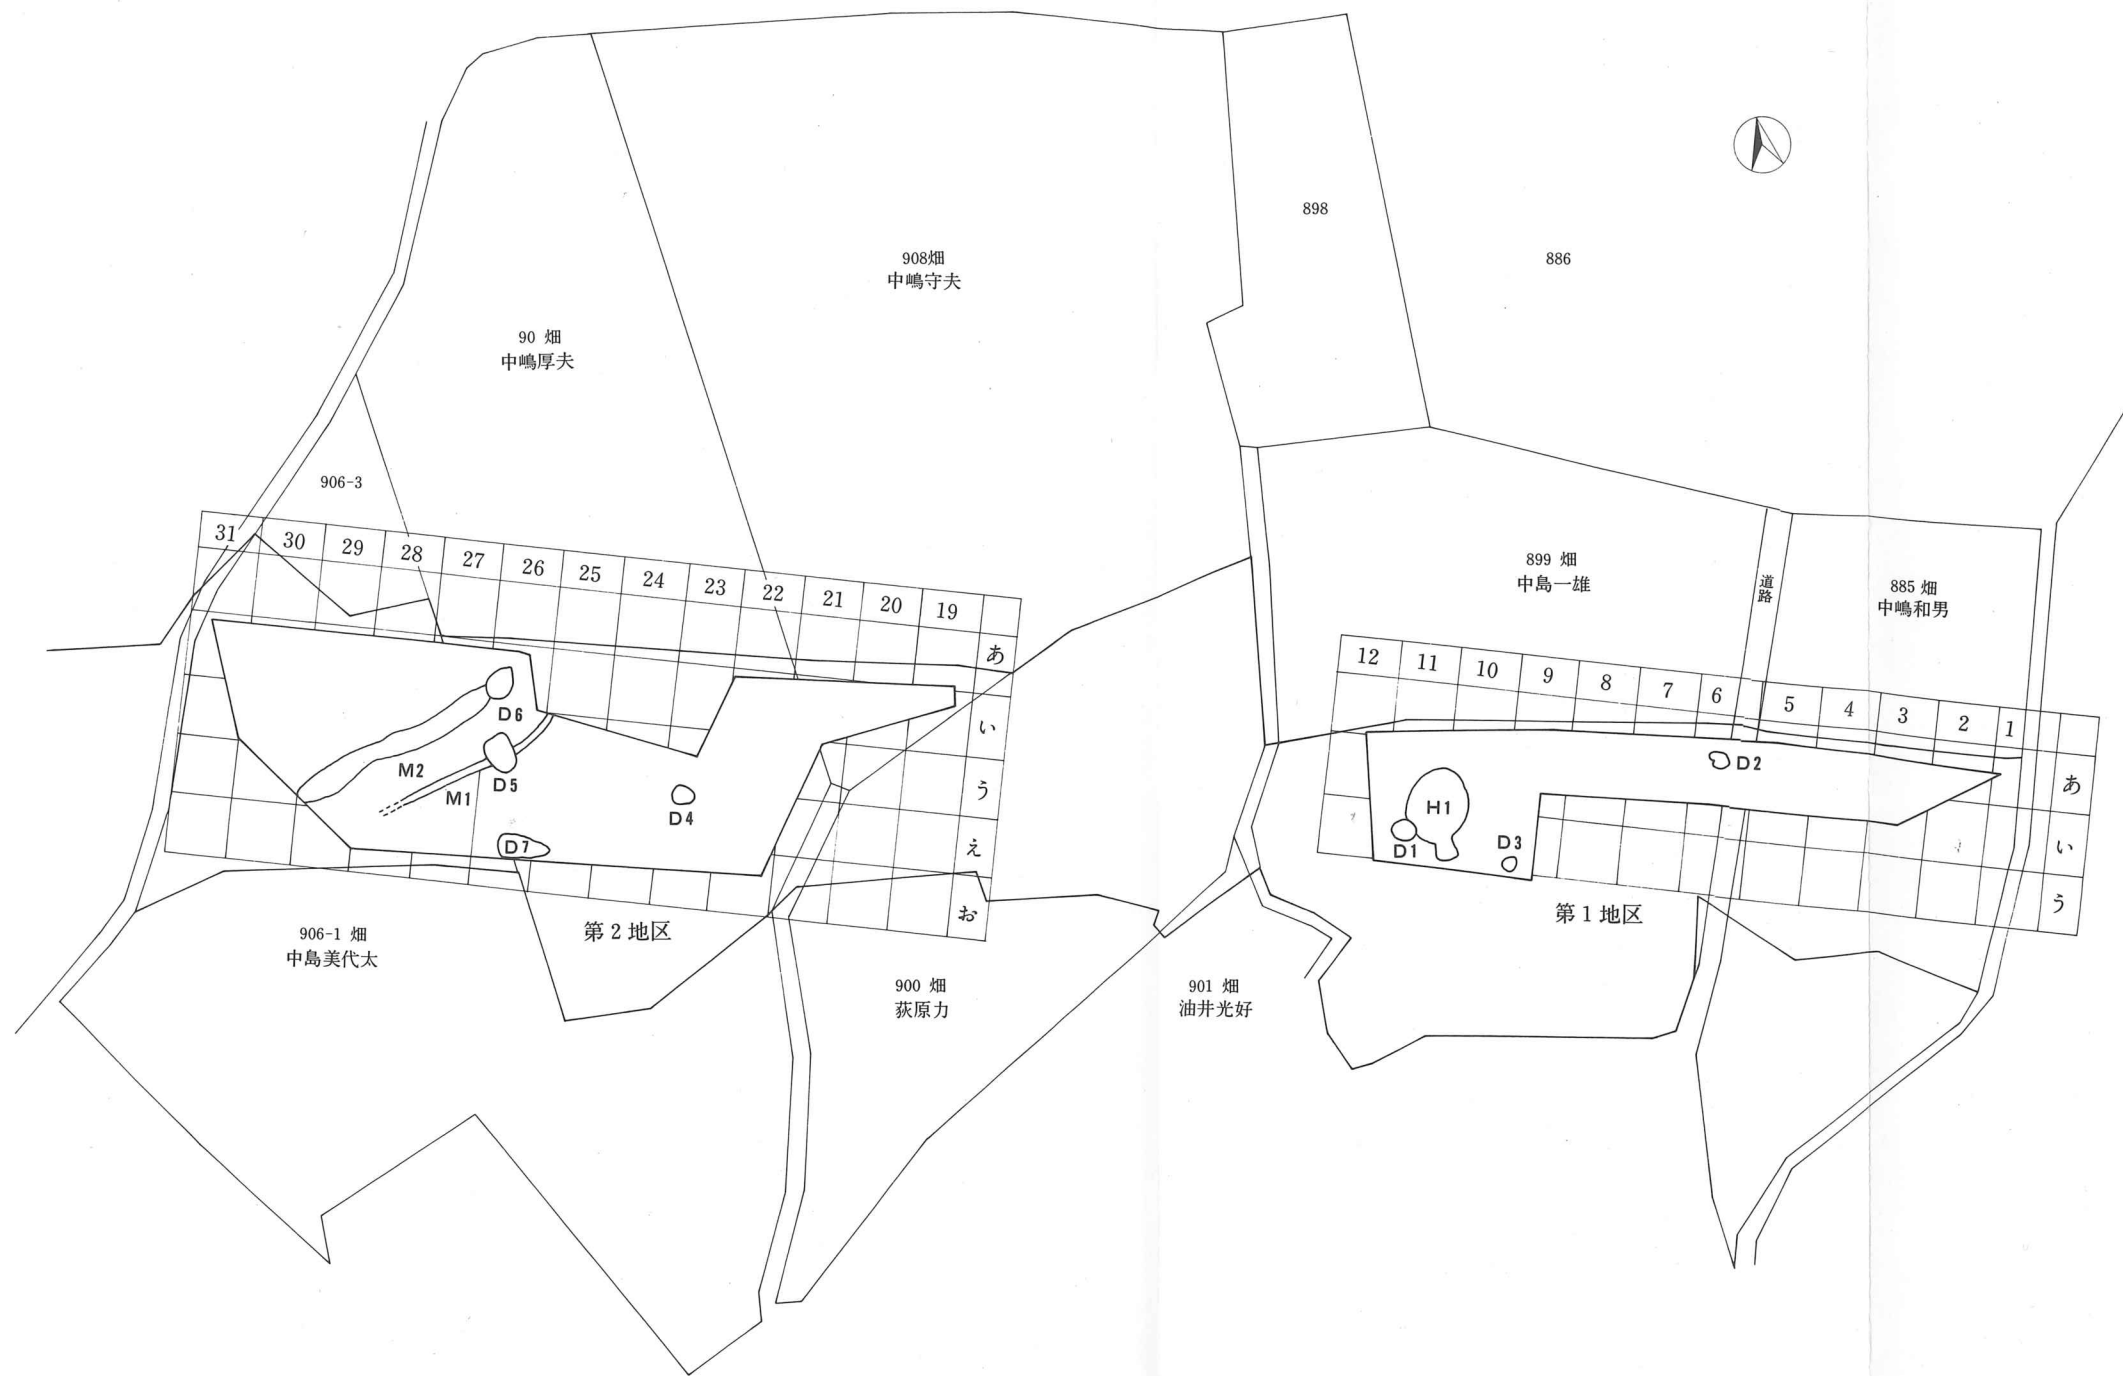 898
886
908畑
中嶋守夫
90 畑
中嶋厚夫
906-3
899 畑
中島一雄
道路
885 畑
中嶋和男
31 30 29 28 27 26 25 24 23 22 21 20 19
あ
い
う
え
お
12 11 10 9 8 7 6 5 4 3 2 1
あ
い
う
D6
M2
D5
M1
D4
D7
D2
H1
D1
D3
第2地区
第1地区
906-1 畑
中島美代太
900 畑
荻原力
901 畑
油井光好